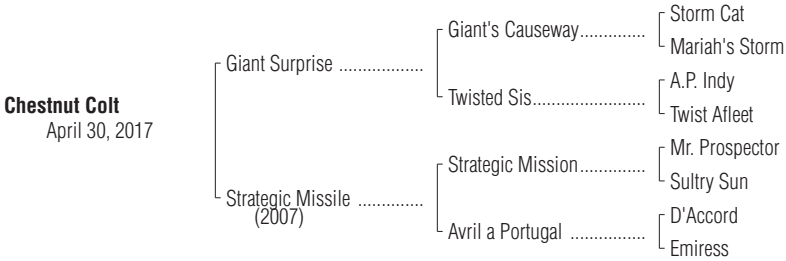 Chestnut Colt
April 30, 2017
Giant Surprise ..................
Strategic Missile ..............
(2007)
Giant's Causeway..............
Twisted Sis........................
Strategic Mission..............
Avril a Portugal ................
Storm Cat
Mariah's Storm
A.P. Indy
Twist Afleet
Mr. Prospector
Sultry Sun
D'Accord
Emiress